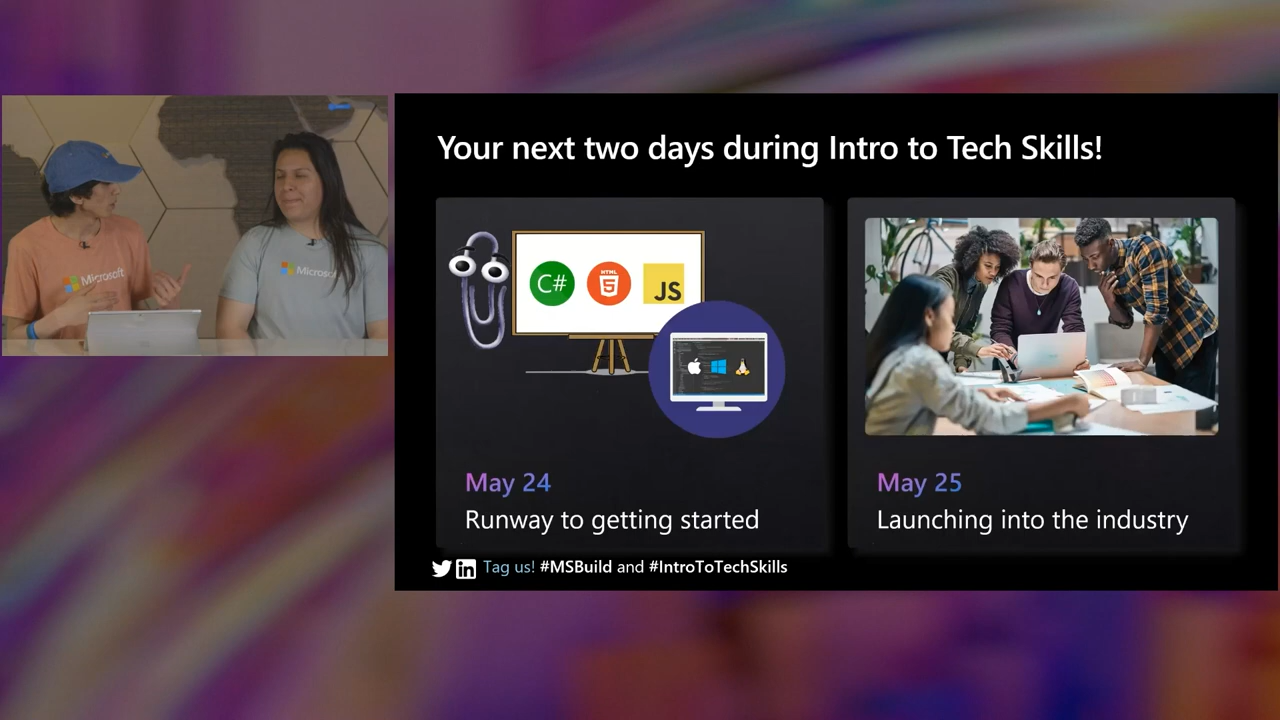 Your next two days during Intro to Tech Skills!
Microsoft
Microsoft
C#
HTML
5
JS
May 24
Runway to getting started
May 25
Launching into the industry
Tag us! #MSBuild and #IntroToTechSkills